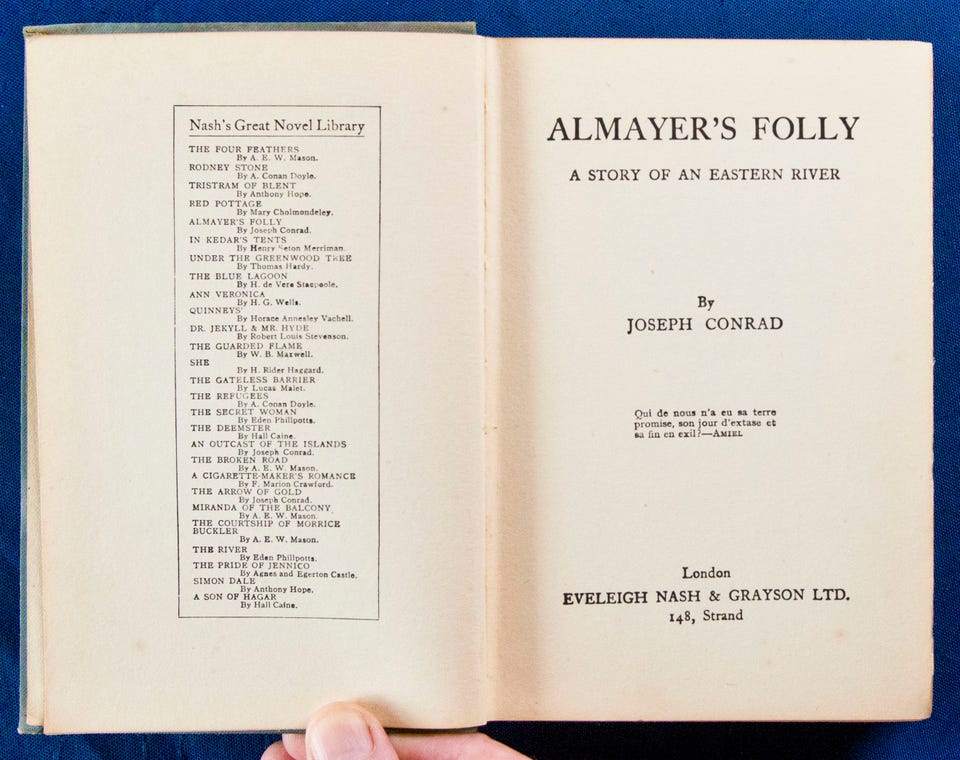 Nash's Great Novel Library
THE FOUR FEATHERS
By A. E. W. Mason.
RODNEY STONE
By A. Conan Doyle.
TRISTRAM OF BLENT
By Anthony Hope.
RED POTTAGE
By Mary Cholmondeley.
ALMAYER'S FOLLY
By Joseph Conrad.
IN KEDAR'S TENTS
By Henry Seton Merriman.
UNDER THE GREENWOOD TREE
By Thomas Hardy.
THE BLUE LAGOON
By H. de Vere Stacpoole.
ANN VERONICA
By H. G. Wells.
QUINNEYS'
By Horace Annesley Vachell.
DR. JEKYLL & MR. HYDE
By Robert Louis Stevenson.
THE GUARDED FLAME
By W. B. Maxwell.
SHE
By H. Rider Haggard.
THE GATELESS BARRIER
By Lucas Malet.
THE REFUGEES
By A. Conan Doyle.
THE SECRET WOMAN
By Eden Phillpotts.
THE DEEMSTER
By Hall Caine.
AN OUTCAST OF THE ISLANDS
By Joseph Conrad.
THE BROKEN ROAD
By A. E. W. Mason.
A CIGARETTE-MAKER'S ROMANCE
By F. Marion Crawford.
THE ARROW OF GOLD
By Joseph Conrad.
MIRANDA OF THE BALCONY
By A. E. W. Mason.
THE COURTSHIP OF MORRICE
BUCKLER
By A. E. W. Mason.
THE RIVER
By Eden Phillpotts.
THE PRIDE OF JENNICO
By Agnes and Egerton Castle.
SIMON DALE
By Anthony Hope.
A SON OF HAGAR
By Hall Caine.
ALMAYER'S FOLLY
A STORY OF AN EASTERN RIVER
By
JOSEPH CONRAD
Qui de nous n'a eu sa terre
promise, son jour d'extase et
sa fin en exil?—AMIEL
London
EVELEIGH NASH & GRAYSON LTD.
148, Strand